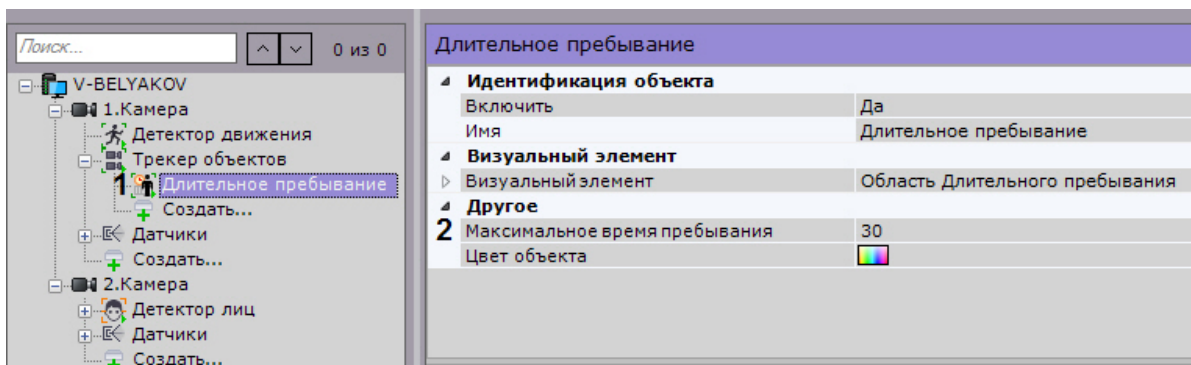 Поиск...
0 из 0
V-BELYAKOV
1.Камера
Детектор движения
Трекер объектов
1 Длительное пребывание
Создать...
Датчики
Создать...
2.Камера
Детектор лиц
Датчики
Создать...
Длительное пребывание
Идентификация объекта
Включить Да
Имя Длительное пребывание
Визуальный элемент
Визуальный элемент Область Длительного пребывания
Другое
2 Максимальное время пребывания 30
Цвет объекта